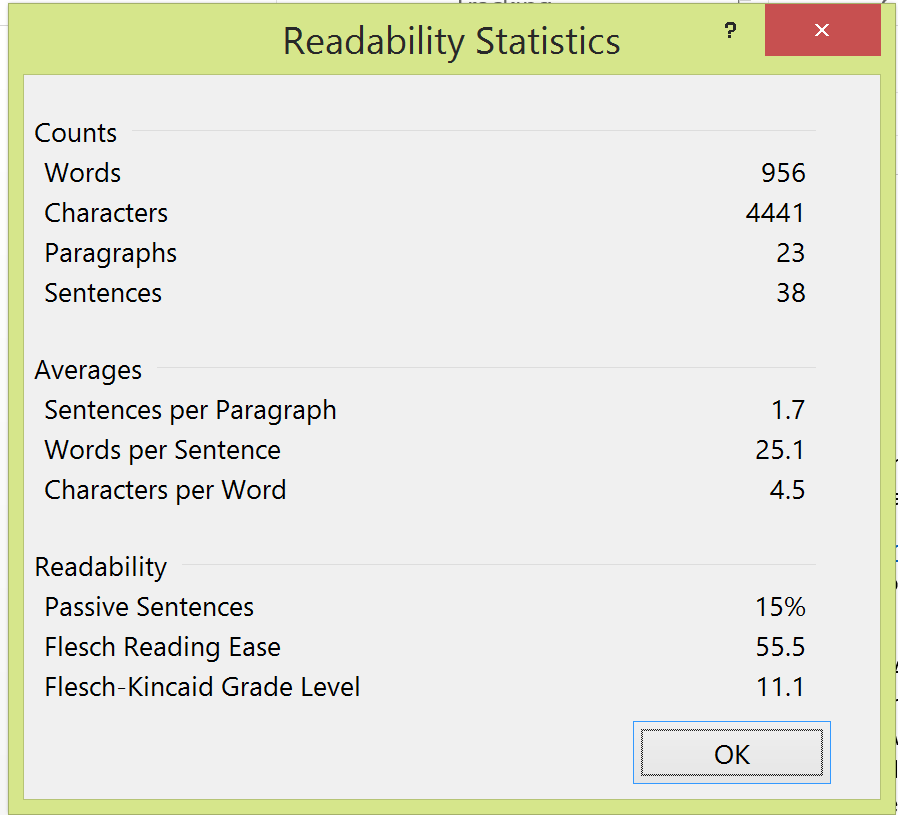 Tracking
Readability Statistics
?
Counts
Words 956
Characters 4441
Paragraphs 23
Sentences 38
Averages
Sentences per Paragraph 1.7
Words per Sentence 25.1
Characters per Word 4.5
Readability
Passive Sentences 15%
Flesch Reading Ease 55.5
Flesch-Kincaid Grade Level 11.1
OK